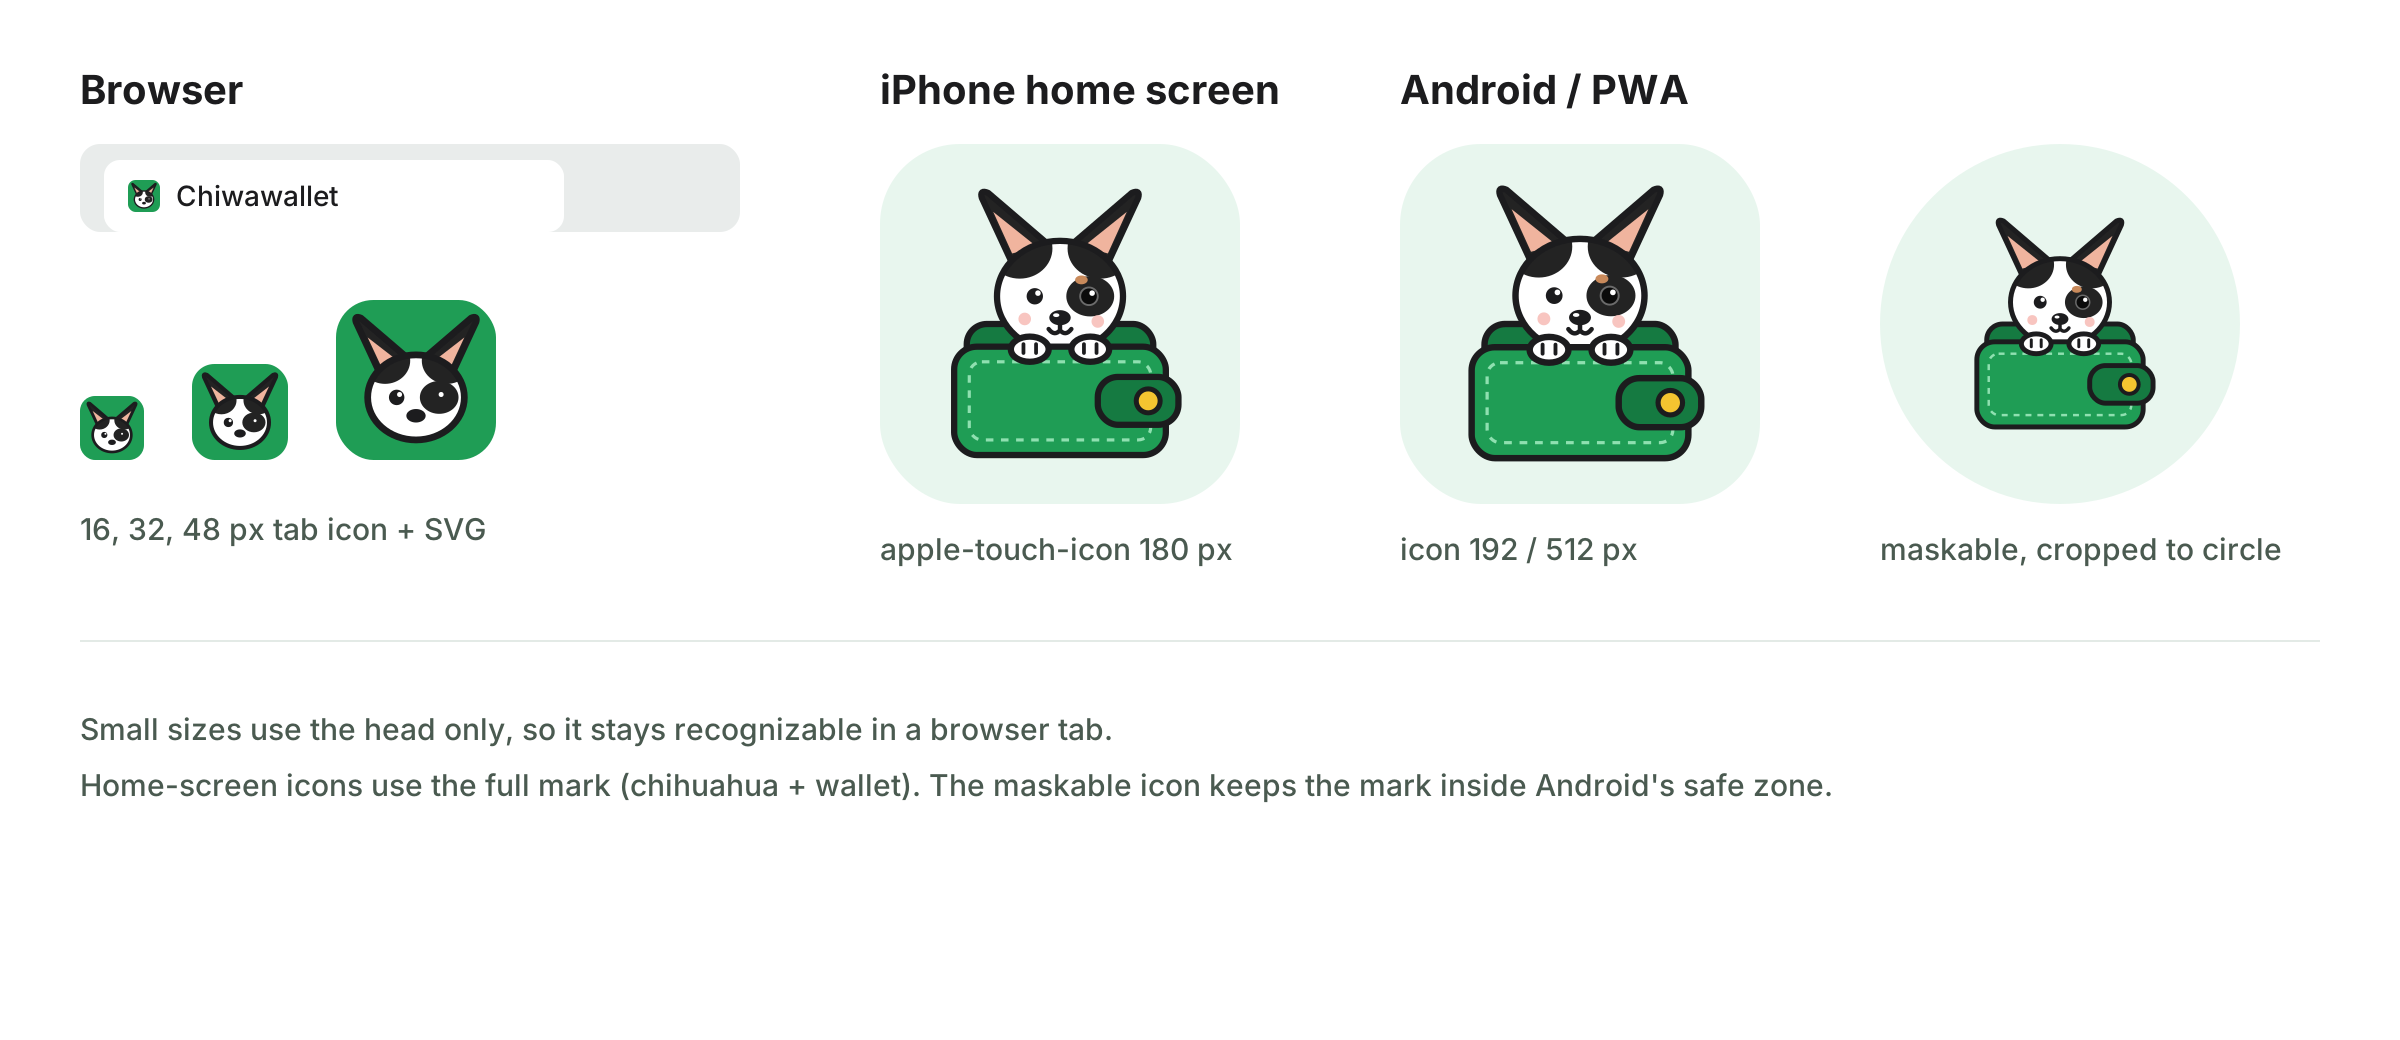 Browser
iPhone home screen
Android / PWA
Chiwawallet
16, 32, 48 px tab icon + SVG
apple-touch-icon 180 px
icon 192 / 512 px
maskable, cropped to circle
Small sizes use the head only, so it stays recognizable in a browser tab.
Home-screen icons use the full mark (chihuahua + wallet). The maskable icon keeps the mark inside Android's safe zone.